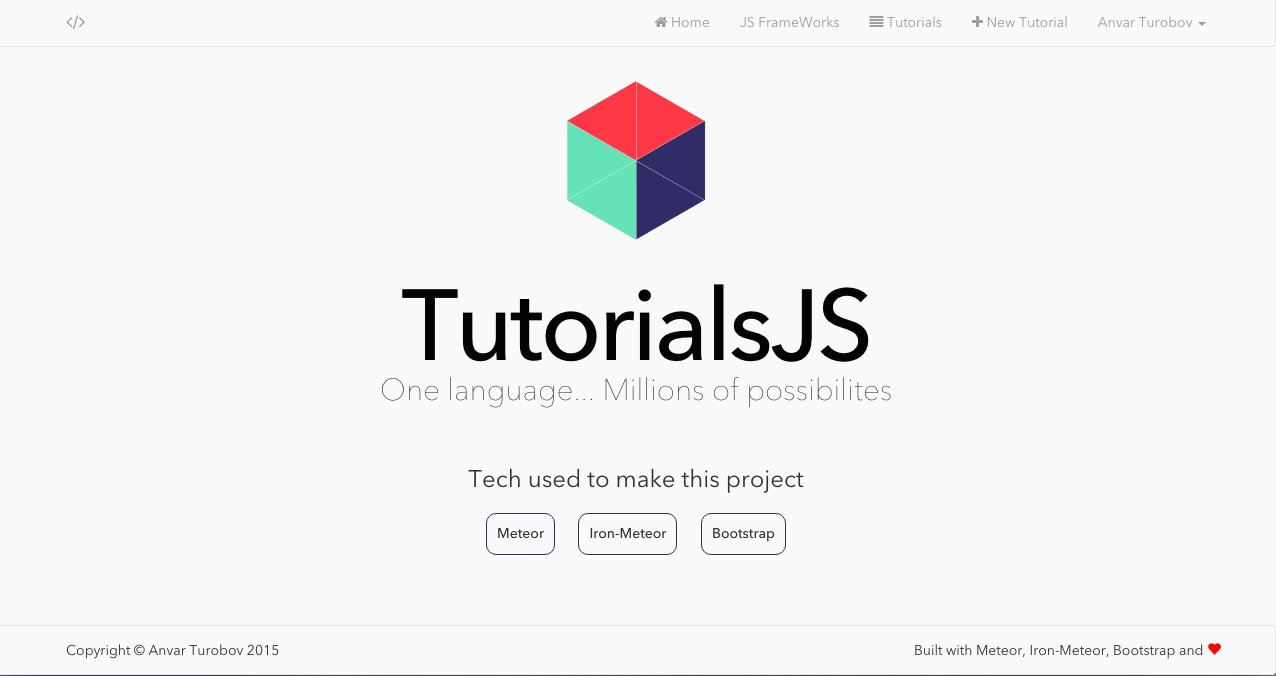 </> Home JS FrameWorks Tutorials New Tutorial Anvar Turobov
TutorialsJS
One language... Millions of possibilites
Tech used to make this project
Meteor Iron-Meteor Bootstrap
Copyright © Anvar Turobov 2015 Built with Meteor, Iron-Meteor, Bootstrap and ❤